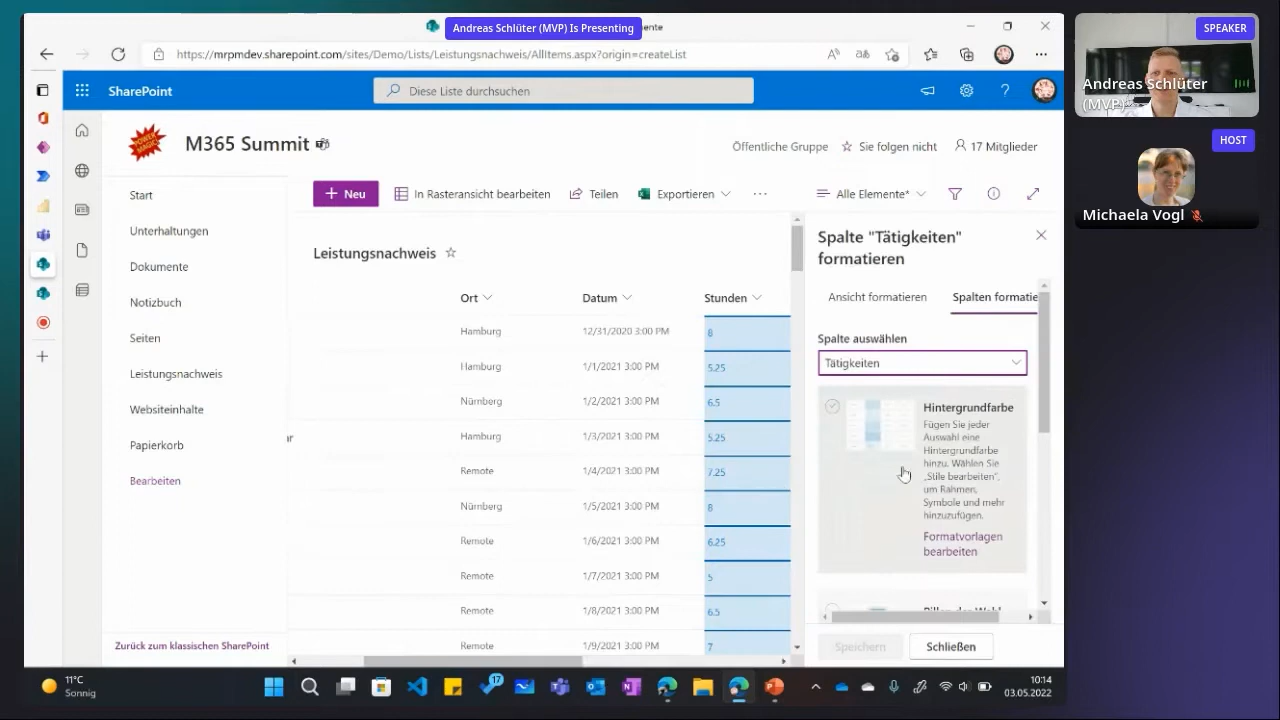 Andreas Schlüter (MVP) Is Presenting
https://mrpmdev.sharepoint.com/sites/Demo/Lists/Leistungsnachweis/AllItems.aspx?origin=createList
SharePoint
Diese Liste durchsuchen
M365 Summit
Öffentliche Gruppe
Sie folgen nicht
17 Mitglieder
Start
Unterhaltungen
Dokumente
Notizbuch
Seiten
Leistungsnachweis
Websiteinhalte
Papierkorb
Bearbeiten
Zurück zum klassischen SharePoint
+ Neu
In Rasteransicht bearbeiten
Teilen
Exportieren
Alle Elemente*
Leistungsnachweis
Ort Datum Stunden
Hamburg 12/31/2020 3:00 PM 8
Hamburg 1/1/2021 3:00 PM 5.25
Nürnberg 1/2/2021 3:00 PM 6.5
Hamburg 1/3/2021 3:00 PM 5.25
Remote 1/4/2021 3:00 PM 7.25
Nürnberg 1/5/2021 3:00 PM 8
Remote 1/6/2021 3:00 PM 6.25
Remote 1/7/2021 3:00 PM 5
Remote 1/8/2021 3:00 PM 6.5
Remote 1/9/2021 3:00 PM 7
Spalte "Tätigkeiten"
formatieren
Ansicht formatieren
Spalten formatie
Spalte auswählen
Tätigkeiten
Hintergrundfarbe
Fügen Sie jeder
Auswahl eine
Hintergrundfarbe
hinzu. Wählen Sie
„Stile bearbeiten",
um Rahmen,
Symbole und mehr
hinzuzufügen.
Formatvorlagen
bearbeiten
Speichern
Schließen
SPEAKER
Andreas Schlüter
(MVP)
HOST
Michaela Vogl
11°C
Sonnig
17
10:14
03.05.2022